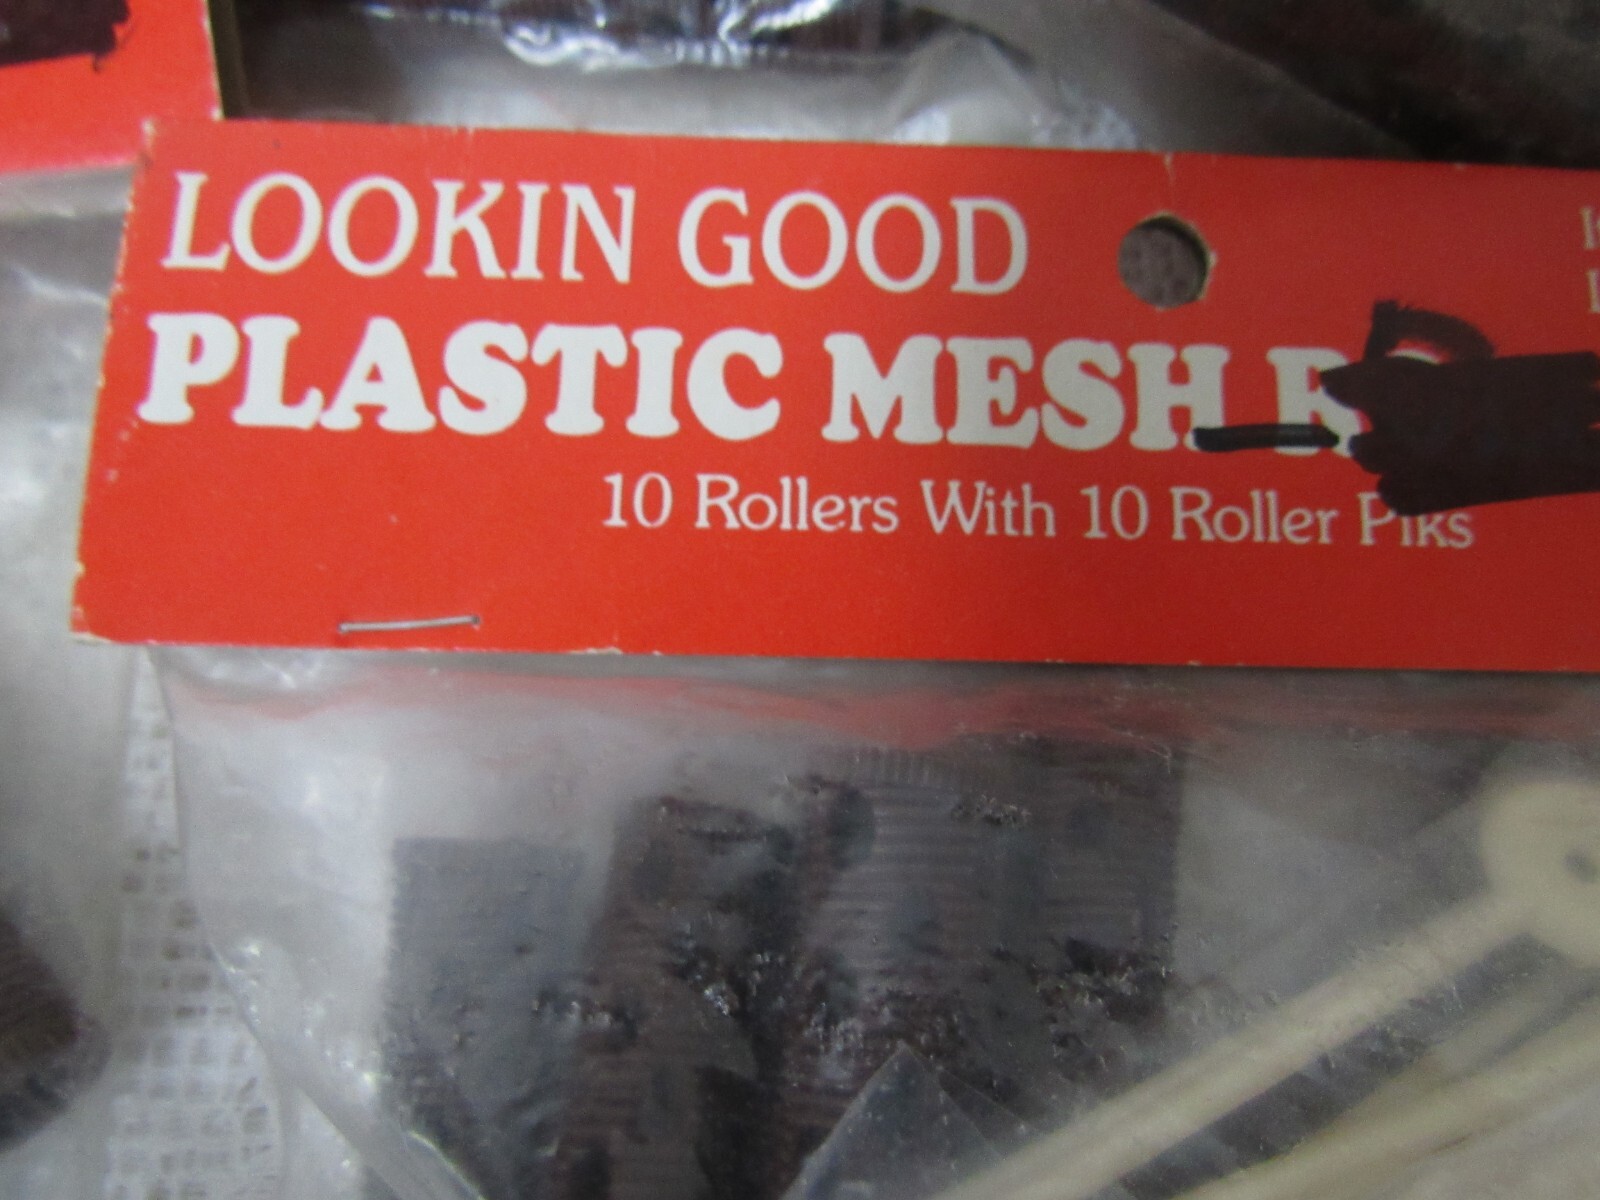 LOOKIN GOOD
PLASTIC MESH
10 Rollers With 10 Roller Piks